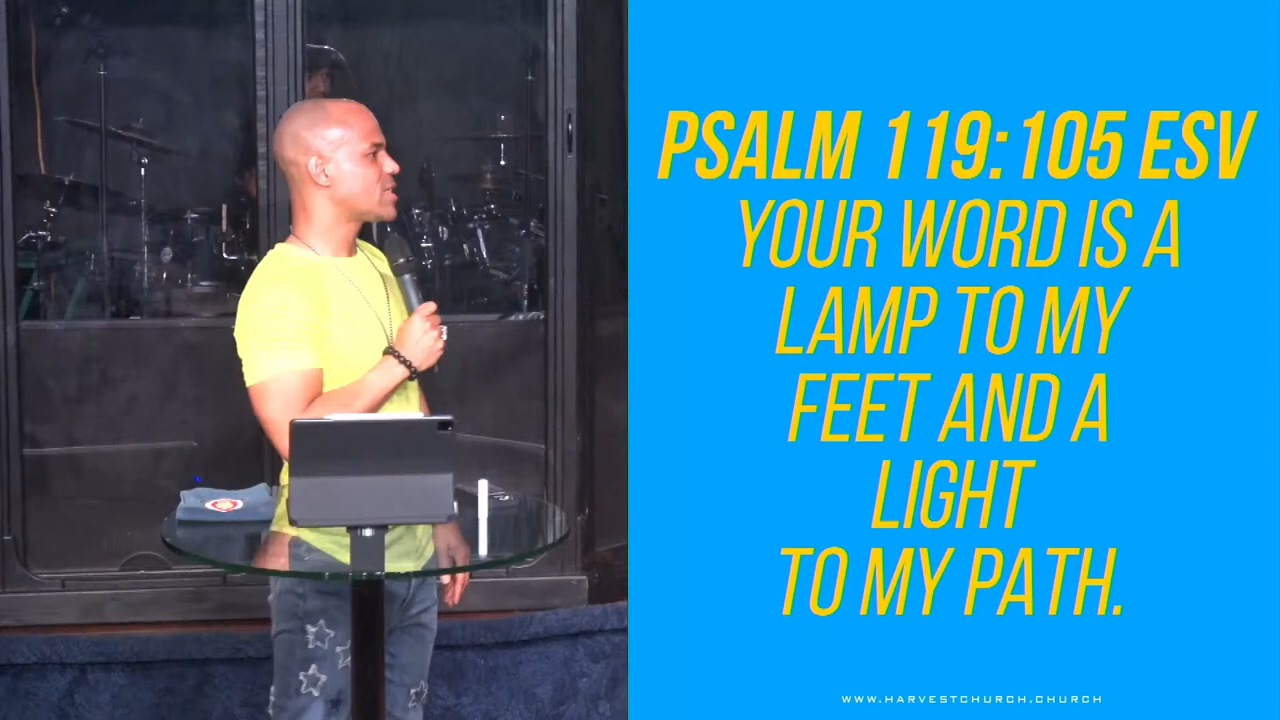 PSALM 119:105 ESV
YOUR WORD IS A
LAMP TO MY
FEET AND A
LIGHT
TO MY PATH.
WWW.HARVESTCHURCH.CHURCH